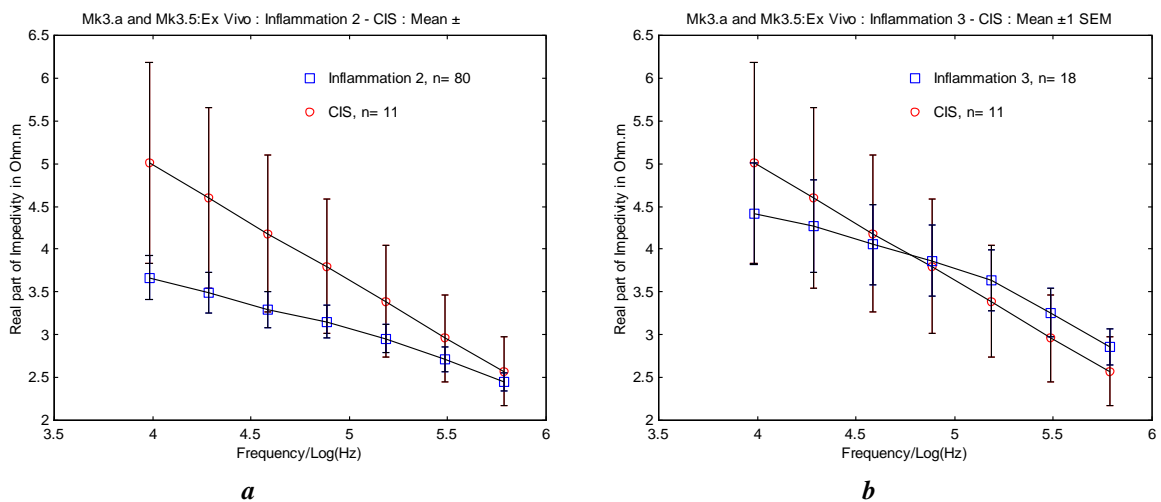 Mk3.a and Mk3.5:Ex Vivo : Inflammation 2 - CIS : Mean ±
6.5
6
5.5
5
4.5
4
3.5
3
2.5
2
Real part of Impedivity in Ohm.m
Inflammation 2, n= 80
CIS, n= 11
3.5 4 4.5 5 5.5 6
Frequency/Log(Hz)
a
Mk3.a and Mk3.5:Ex Vivo : Inflammation 3 - CIS : Mean ±1 SEM
6.5
6
5.5
5
4.5
4
3.5
3
2.5
2
Real part of Impedivity in Ohm.m
Inflammation 3, n= 18
CIS, n= 11
3.5 4 4.5 5 5.5 6
Frequency/Log(Hz)
b